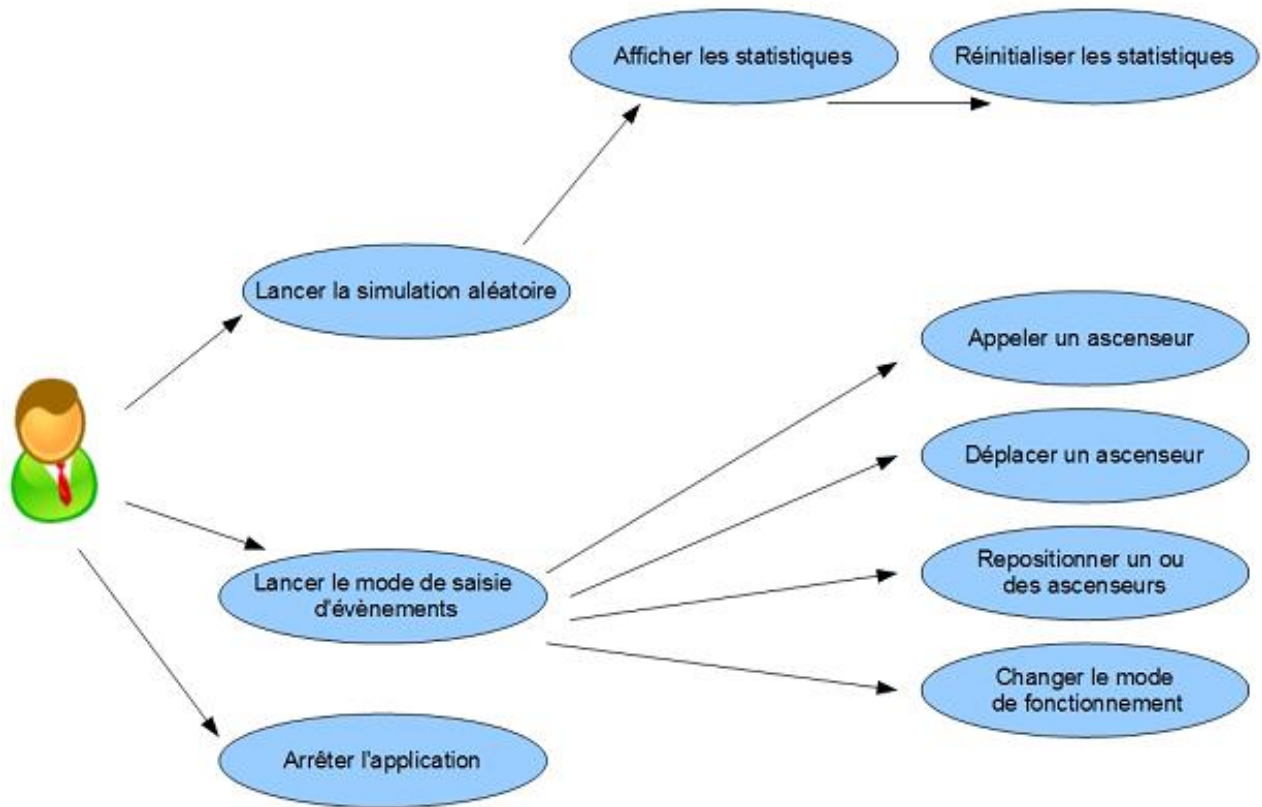 Afficher les statistiques
Réinitialiser les statistiques
Lancer la simulation aléatoire
Appeler un ascenseur
Déplacer un ascenseur
Lancer le mode de saisie
d'évènements
Repositionner un ou
des ascenseurs
Changer le mode
de fonctionnement
Arrêter l'application